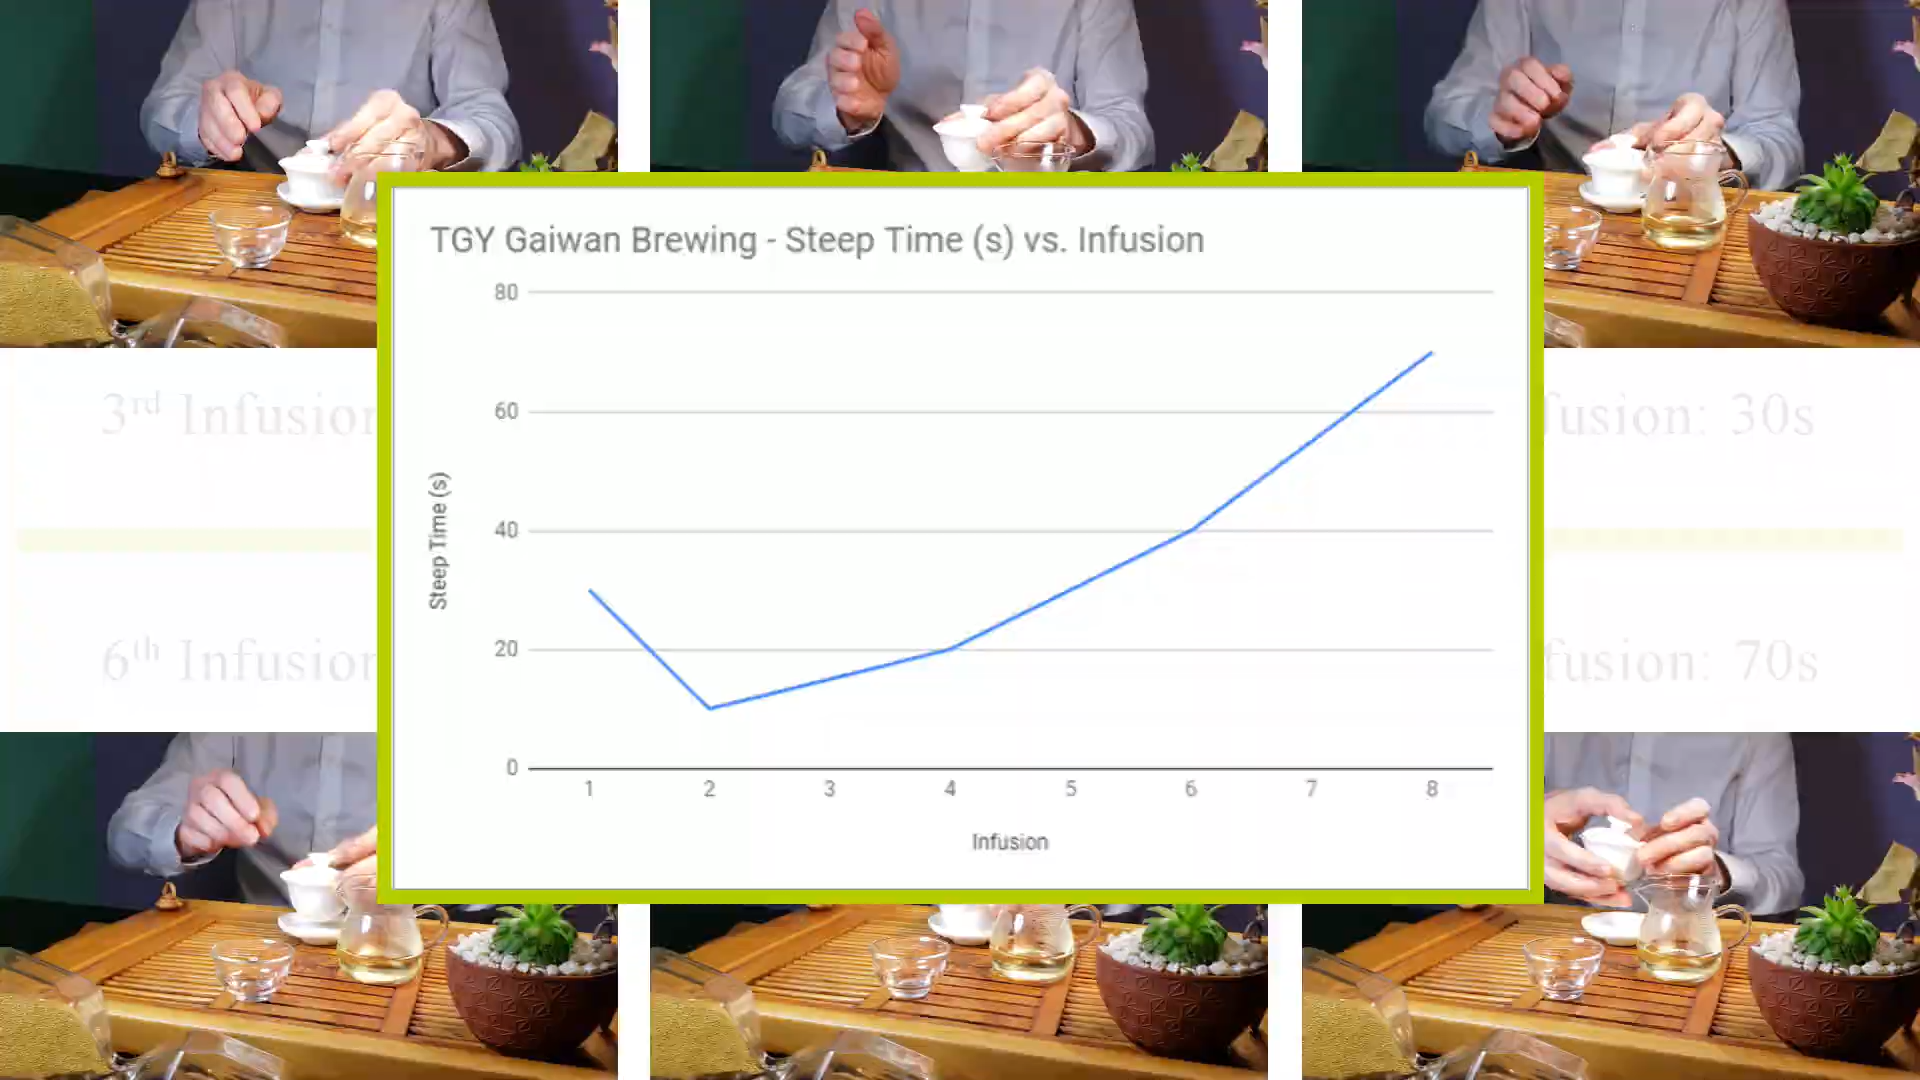 TGY Gaiwan Brewing - Steep Time (s) vs. Infusion
80
60
40
20
0
Steep Time (s)
1 2 3 4 5 6 7 8
Infusion
3rd Infusion
fusion: 30s
6th Infusion
fusion: 70s